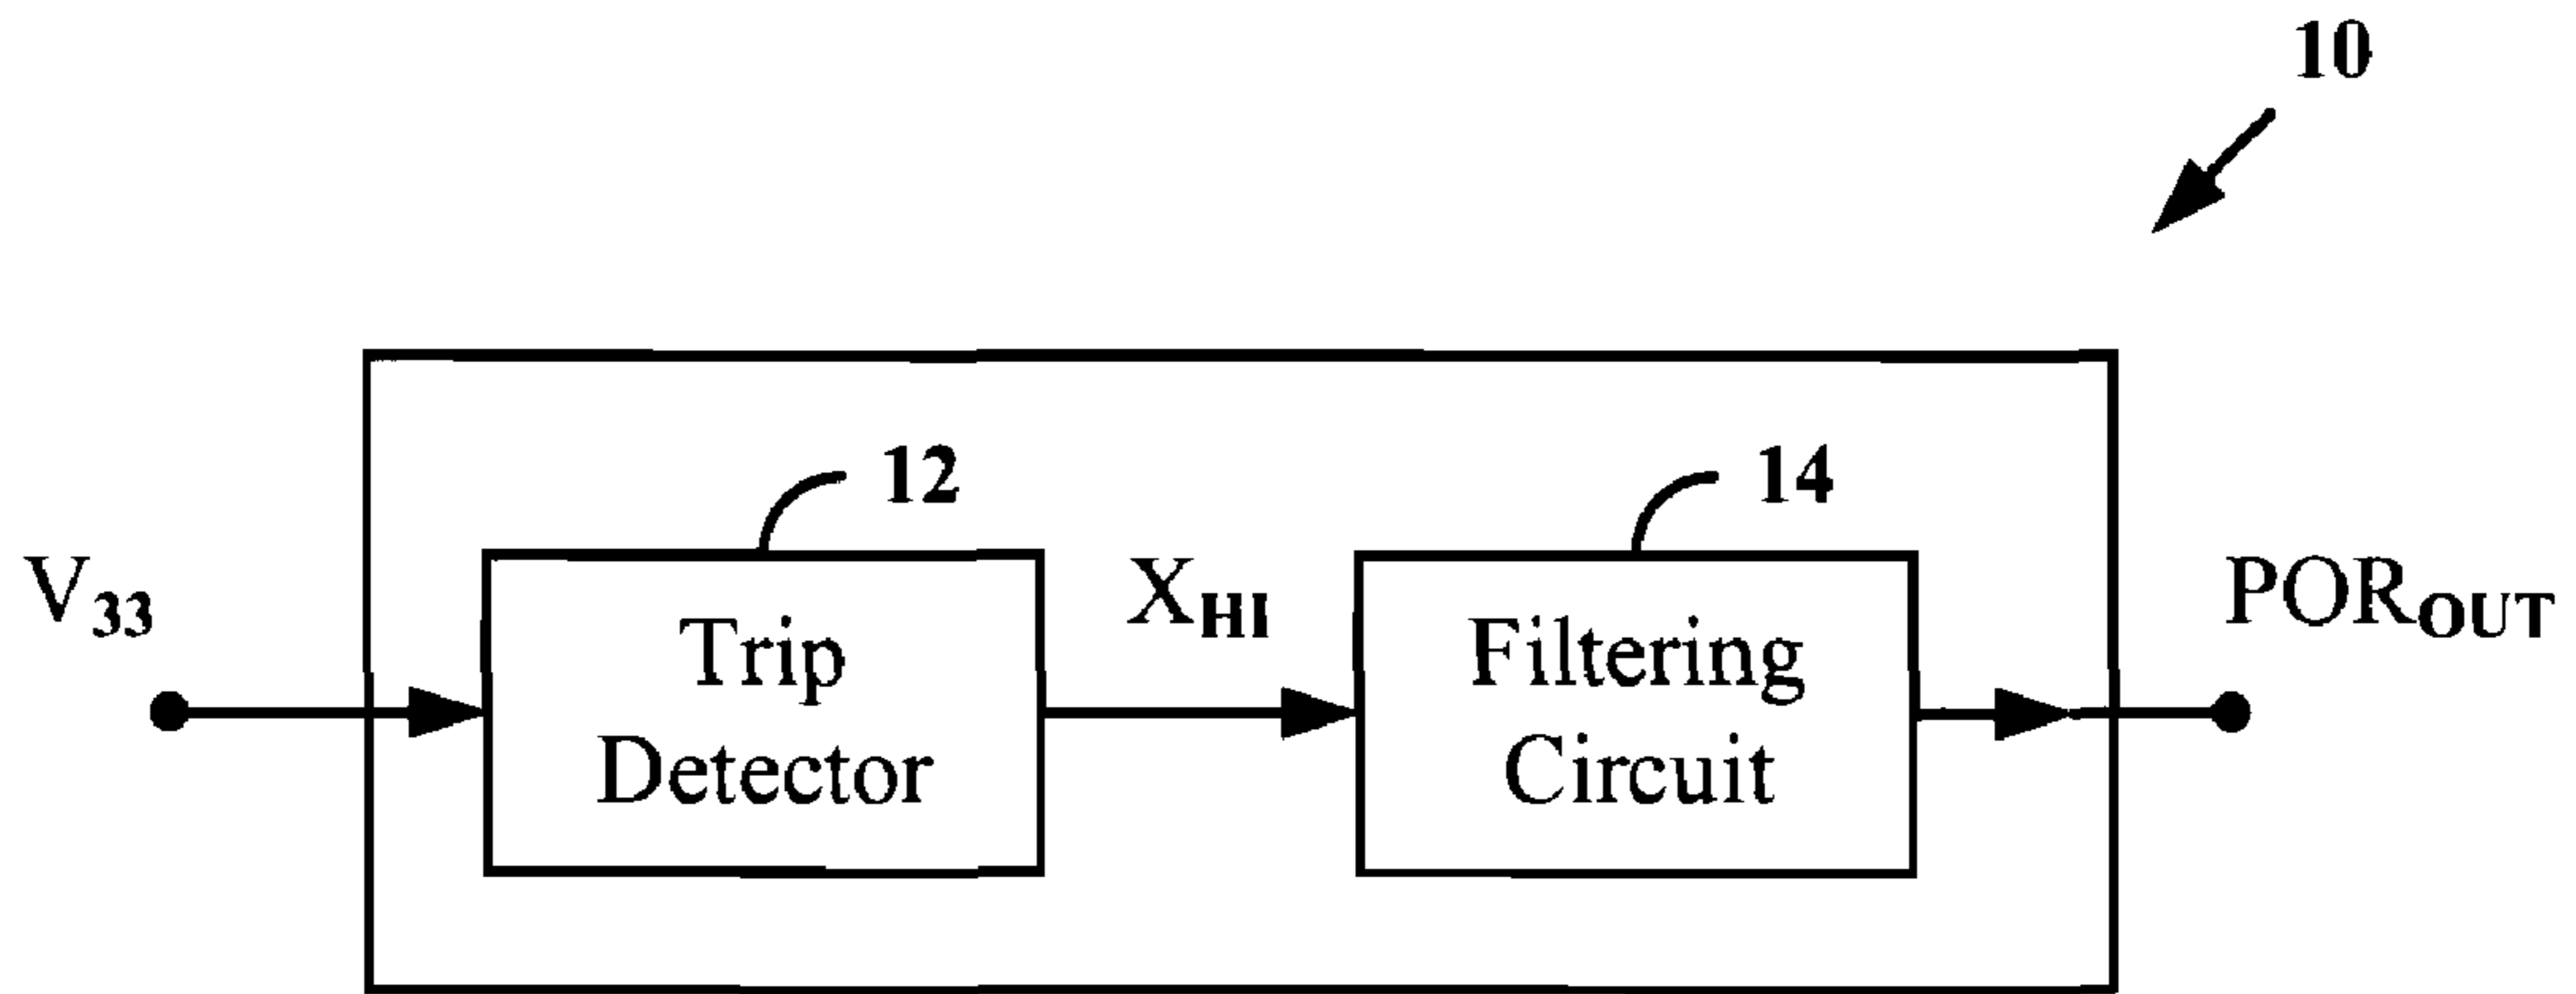 10
12
14
V33
XHI
POROUT
Trip
Detector
Filtering
Circuit